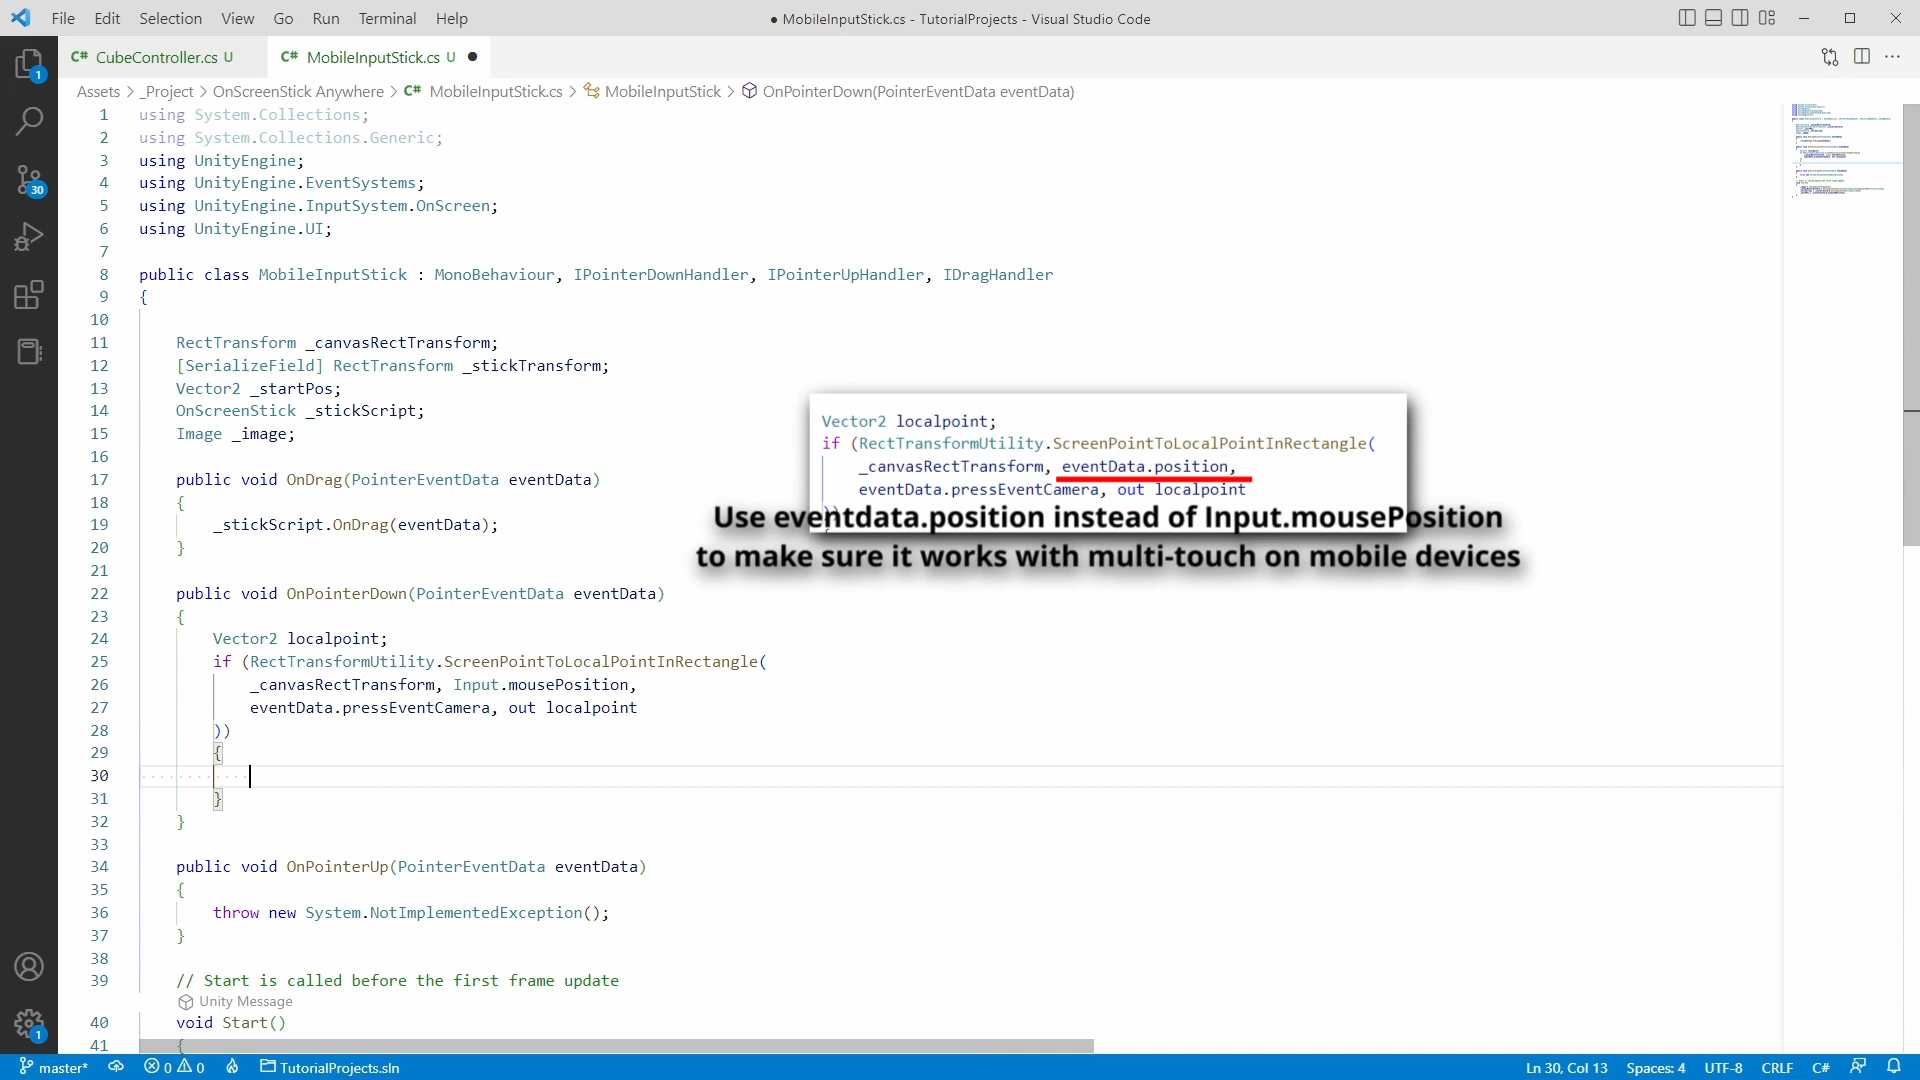 File Edit Selection View Go Run Terminal Help
● MobileInputStick.cs - TutorialProjects - Visual Studio Code
C# CubeController.cs U
C# MobileInputStick.cs U ●
Assets > _Project > OnScreenStick Anywhere > C# MobileInputStick.cs > MobileInputStick > OnPointerDown(PointerEventData eventData)
1 using System.Collections;
2 using System.Collections.Generic;
3 using UnityEngine;
4 using UnityEngine.EventSystems;
5 using UnityEngine.InputSystem.OnScreen;
6 using UnityEngine.UI;
7
8 public class MobileInputStick : MonoBehaviour, IPointerDownHandler, IPointerUpHandler, IDragHandler
9 {
10
11 RectTransform _canvasRectTransform;
12 [SerializeField] RectTransform _stickTransform;
13 Vector2 _startPos;
14 OnScreenStick _stickScript;
15 Image _image;
16
17 public void OnDrag(PointerEventData eventData)
18 {
19 _stickScript.OnDrag(eventData);
20 }
21
22 public void OnPointerDown(PointerEventData eventData)
23 {
24 Vector2 localpoint;
25 if (RectTransformUtility.ScreenPointToLocalPointInRectangle(
26 _canvasRectTransform, Input.mousePosition,
27 eventData.pressEventCamera, out localpoint
28 ))
29 {
30
31 }
32 }
33
34 public void OnPointerUp(PointerEventData eventData)
35 {
36 throw new System.NotImplementedException();
37 }
38
39 // Start is called before the first frame update
Unity Message
40 void Start()
41 {
Vector2 localpoint;
if (RectTransformUtility.ScreenPointToLocalPointInRectangle(
_canvasRectTransform, eventData.position,
eventData.pressEventCamera, out localpoint
))
Use eventdata.position instead of Input.mousePosition
to make sure it works with multi-touch on mobile devices
1
30
1
master* 0 0 TutorialProjects.sln
Ln 30, Col 13 Spaces: 4 UTF-8 CRLF C#